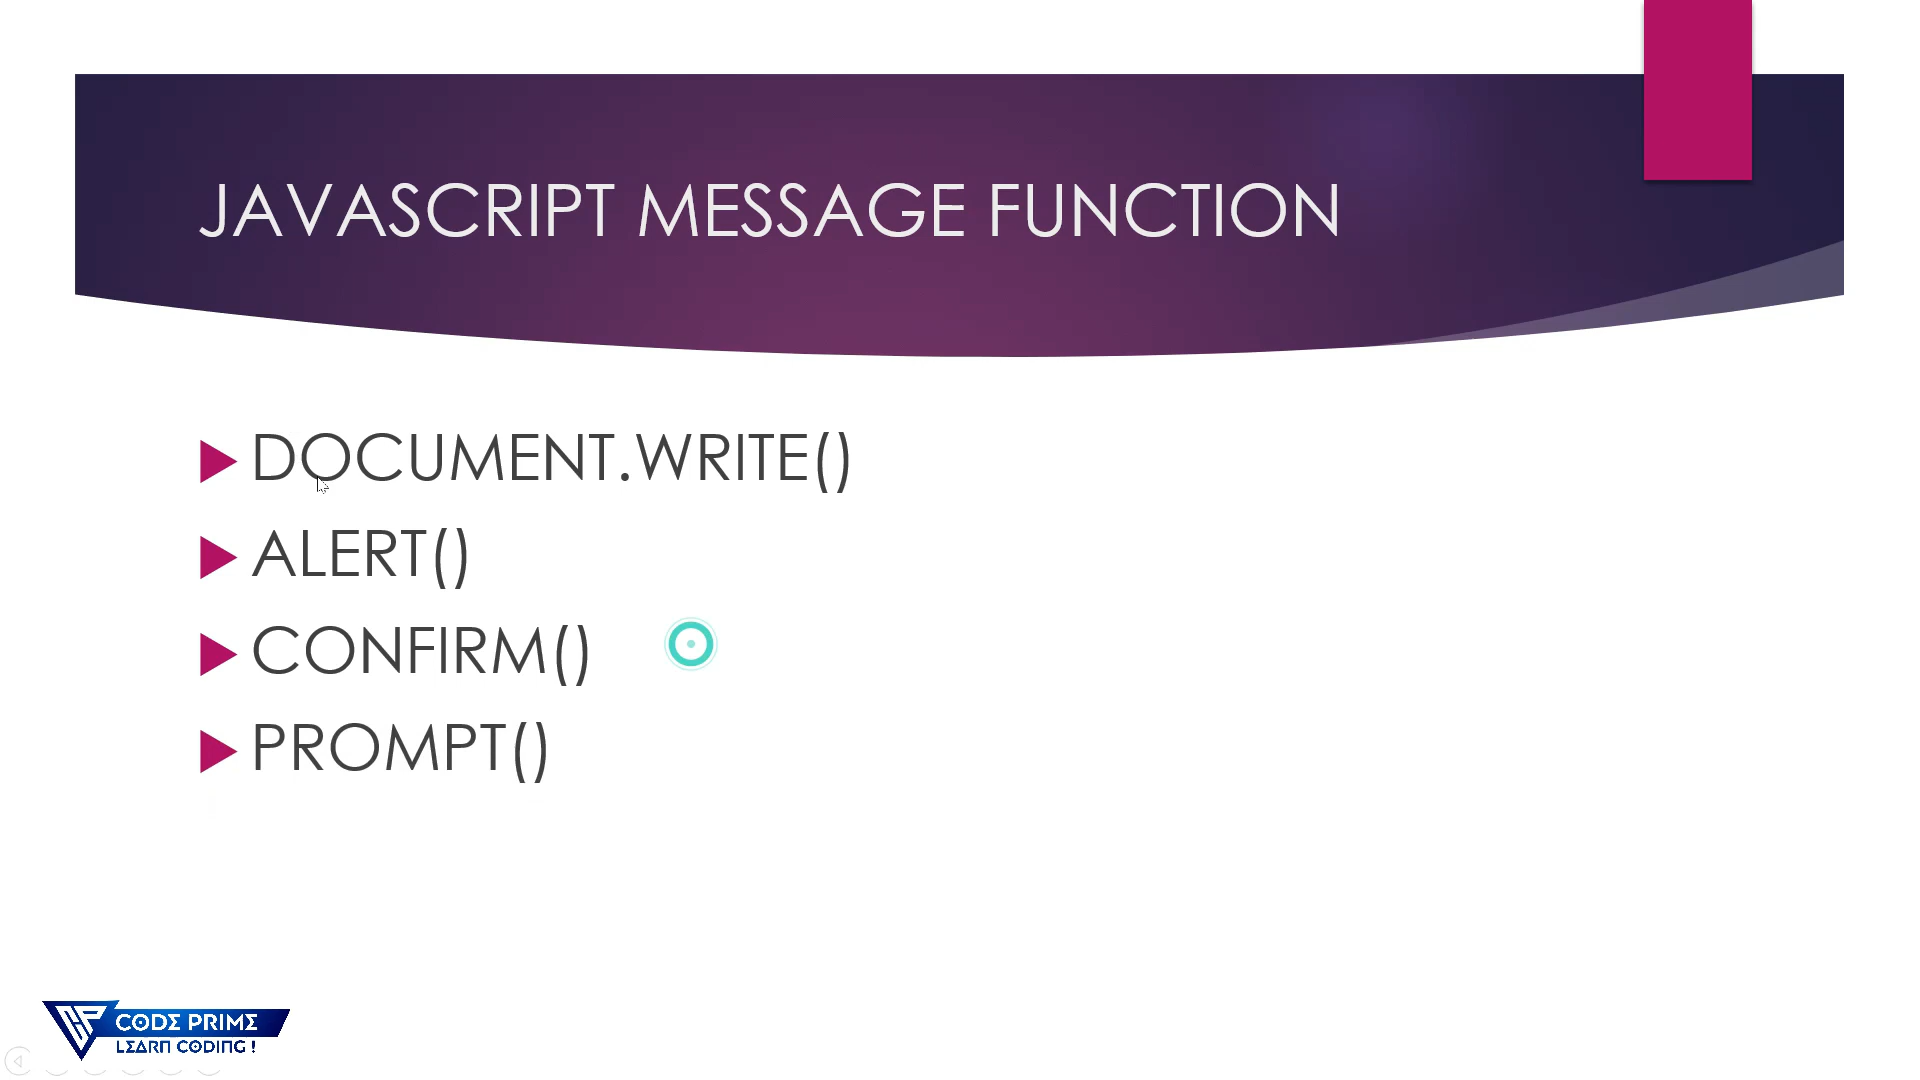 JAVASCRIPT MESSAGE FUNCTION
DOCUMENT.WRITE()
ALERT()
CONFIRM()
PROMPT()
CODE PRIME
LEARN CODING !